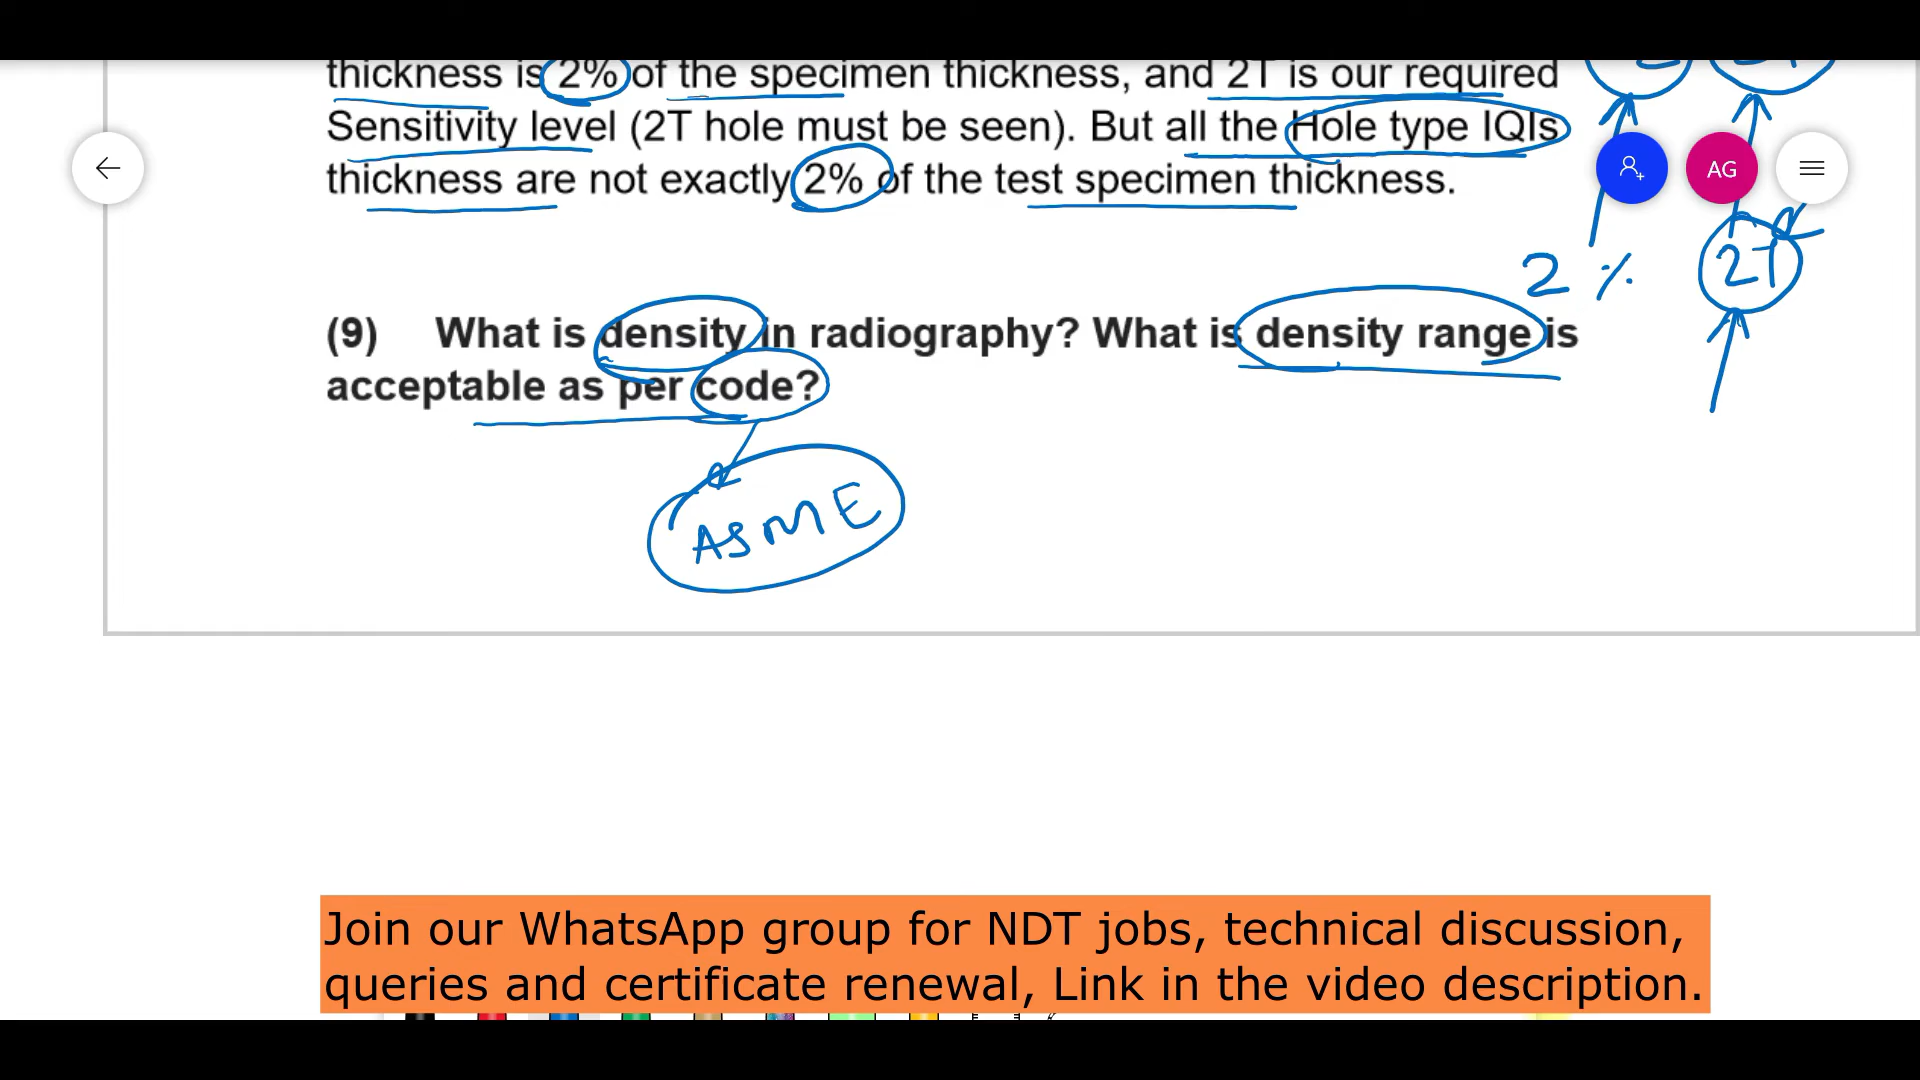 thickness is 2% of the specimen thickness, and 2T is our required
Sensitivity level (2T hole must be seen). But all the Hole type IQIs
thickness are not exactly 2% of the test specimen thickness.
AG
2 %
2T
(9) What is density in radiography? What is density range is
acceptable as per code?
ASME
Join our WhatsApp group for NDT jobs, technical discussion,
queries and certificate renewal, Link in the video description.